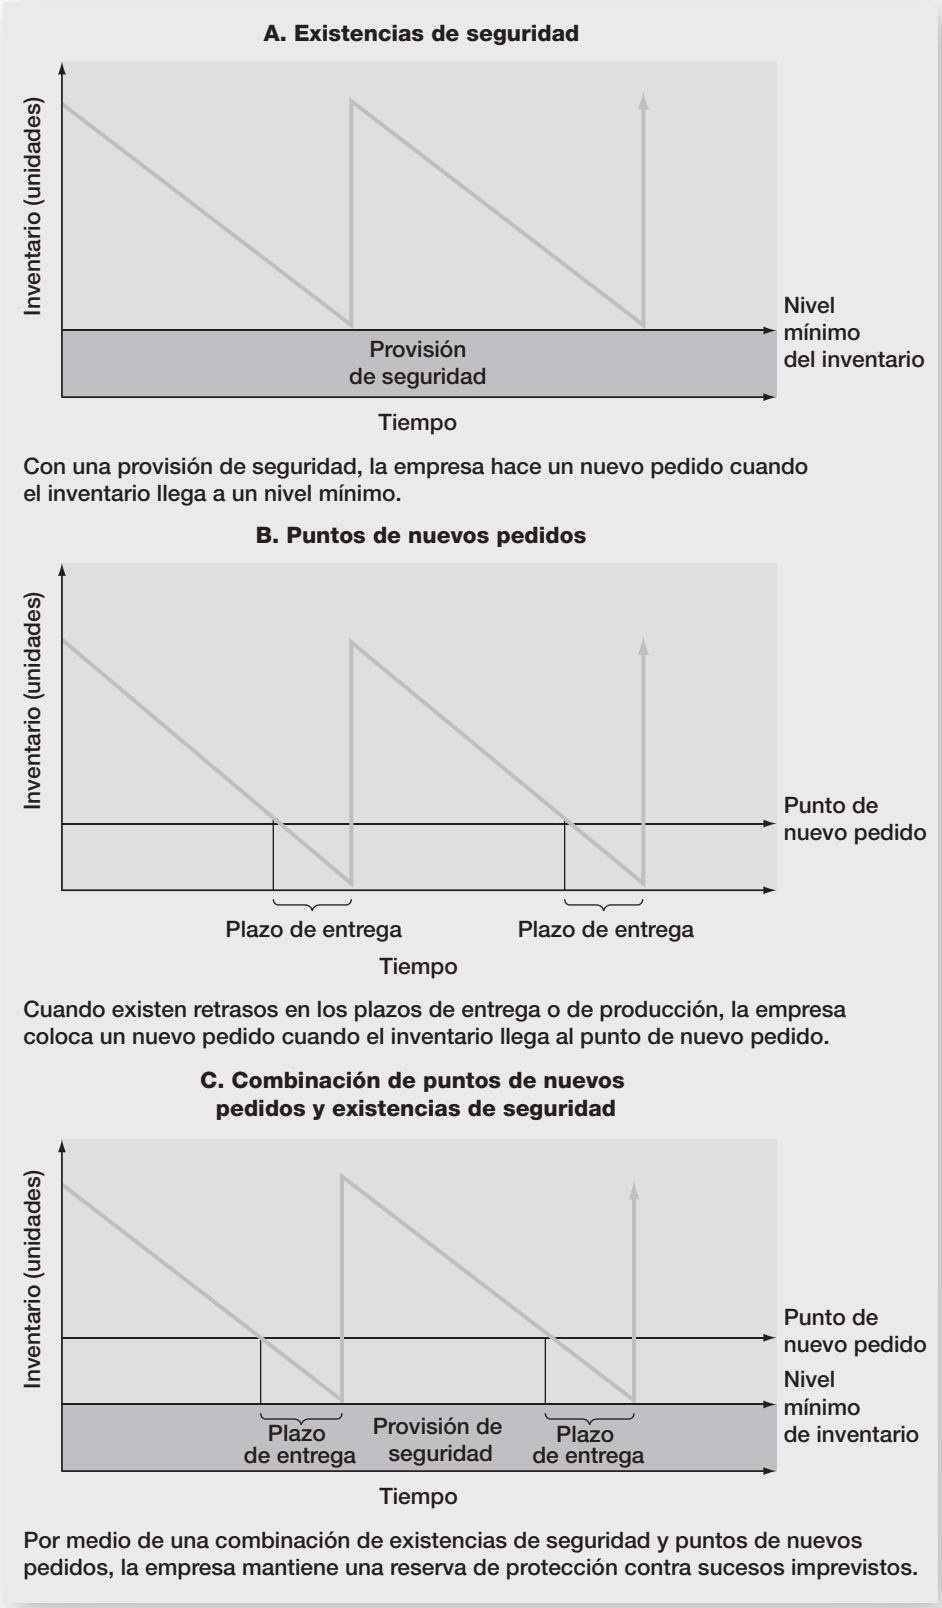 A. Existencias de seguridad
Inventario (unidades)
Nivel
mínimo
del inventario
Provisión
de seguridad
Tiempo
Con una provisión de seguridad, la empresa hace un nuevo pedido cuando
el inventario llega a un nivel mínimo.
B. Puntos de nuevos pedidos
Inventario (unidades)
Punto de
nuevo pedido
Plazo de entrega
Plazo de entrega
Tiempo
Cuando existen retrasos en los plazos de entrega o de producción, la empresa
coloca un nuevo pedido cuando el inventario llega al punto de nuevo pedido.
C. Combinación de puntos de nuevos
pedidos y existencias de seguridad
Inventario (unidades)
Punto de
nuevo pedido
Nivel
mínimo
de inventario
Plazo
de entrega
Provisión de
seguridad
Plazo
de entrega
Tiempo
Por medio de una combinación de existencias de seguridad y puntos de nuevos
pedidos, la empresa mantiene una reserva de protección contra sucesos imprevistos.